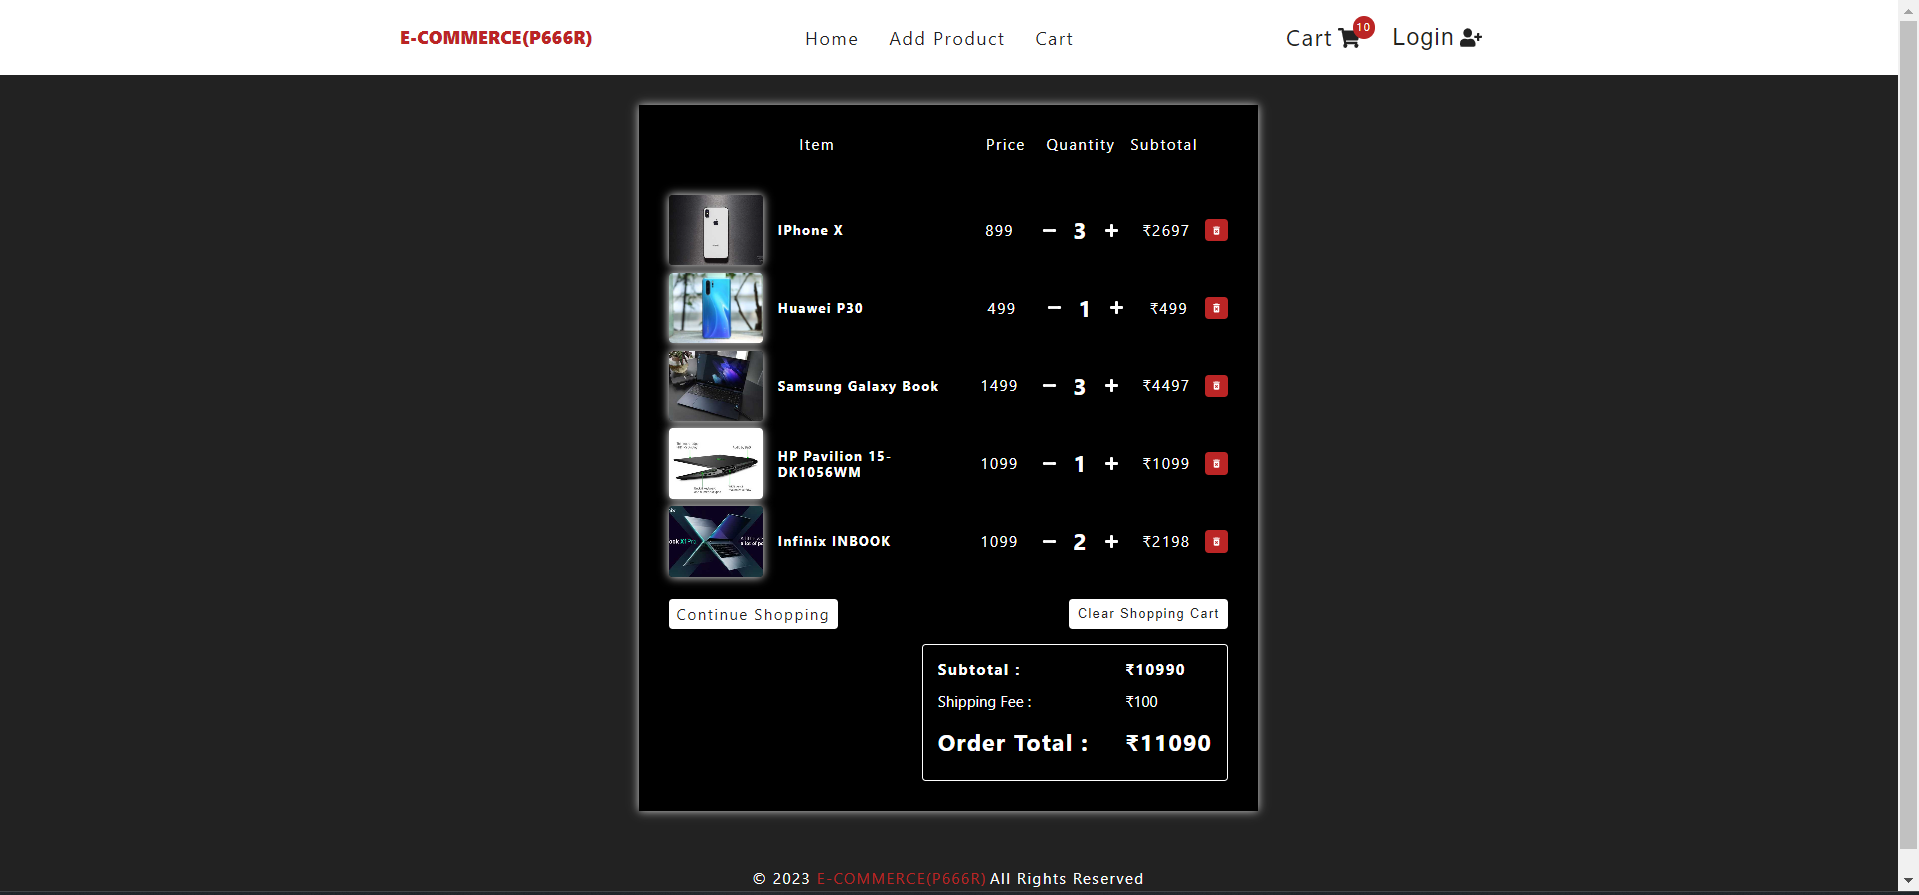 E-COMMERCE(P666R)
Home Add Product Cart
Cart 10 Login
Item Price Quantity Subtotal
IPhone X 899 − 3 + ₹2697
Huawei P30 499 − 1 + ₹499
Samsung Galaxy Book 1499 − 3 + ₹4497
HP Pavilion 15-
DK1056WM 1099 − 1 + ₹1099
Infinix INBOOK 1099 − 2 + ₹2198
Continue Shopping Clear Shopping Cart
Subtotal : ₹10990
Shipping Fee : ₹100
Order Total : ₹11090
© 2023 E-COMMERCE(P666R) All Rights Reserved